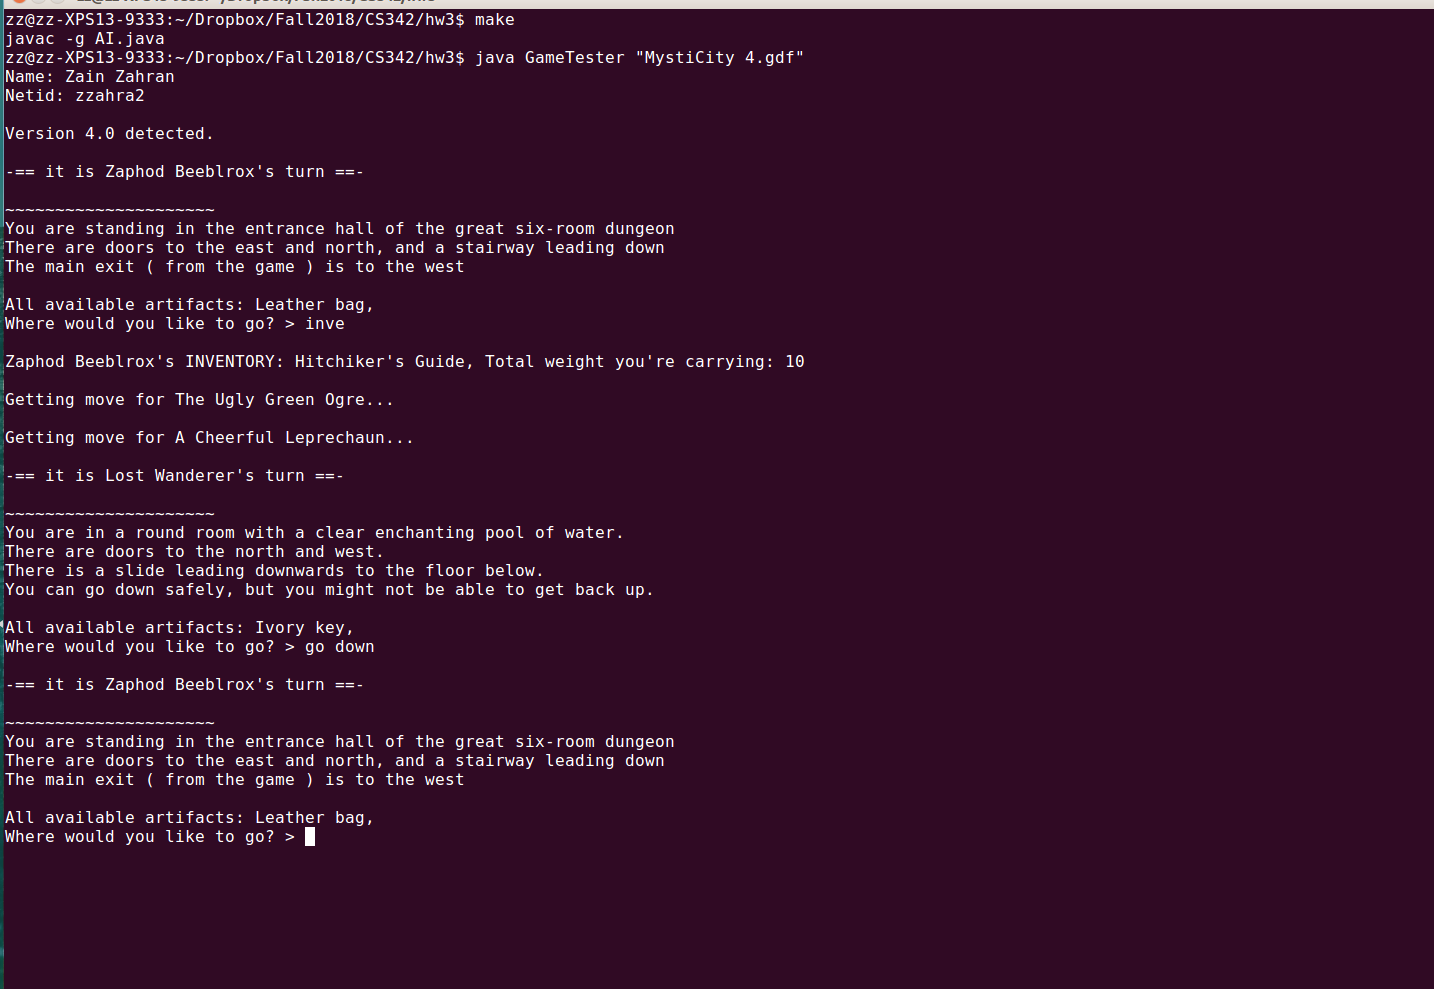 zz@zz-XPS13-9333:~/Dropbox/Fall2018/CS342/hw3$ make
javac -g AI.java
zz@zz-XPS13-9333:~/Dropbox/Fall2018/CS342/hw3$ java GameTester "MystiCity 4.gdf"
Name: Zain Zahran
Netid: zzahra2
Version 4.0 detected.
-== it is Zaphod Beeblrox's turn ==-
~~~~~~~~~~~~~~~~~~~~~
You are standing in the entrance hall of the great six-room dungeon
There are doors to the east and north, and a stairway leading down
The main exit ( from the game ) is to the west
All available artifacts: Leather bag,
Where would you like to go? > inve
Zaphod Beeblrox's INVENTORY: Hitchiker's Guide, Total weight you're carrying: 10
Getting move for The Ugly Green Ogre...
Getting move for A Cheerful Leprechaun...
-== it is Lost Wanderer's turn ==-
~~~~~~~~~~~~~~~~~~~~~
You are in a round room with a clear enchanting pool of water.
There are doors to the north and west.
There is a slide leading downwards to the floor below.
You can go down safely, but you might not be able to get back up.
All available artifacts: Ivory key,
Where would you like to go? > go down
-== it is Zaphod Beeblrox's turn ==-
~~~~~~~~~~~~~~~~~~~~~
You are standing in the entrance hall of the great six-room dungeon
There are doors to the east and north, and a stairway leading down
The main exit ( from the game ) is to the west
All available artifacts: Leather bag,
Where would you like to go? >